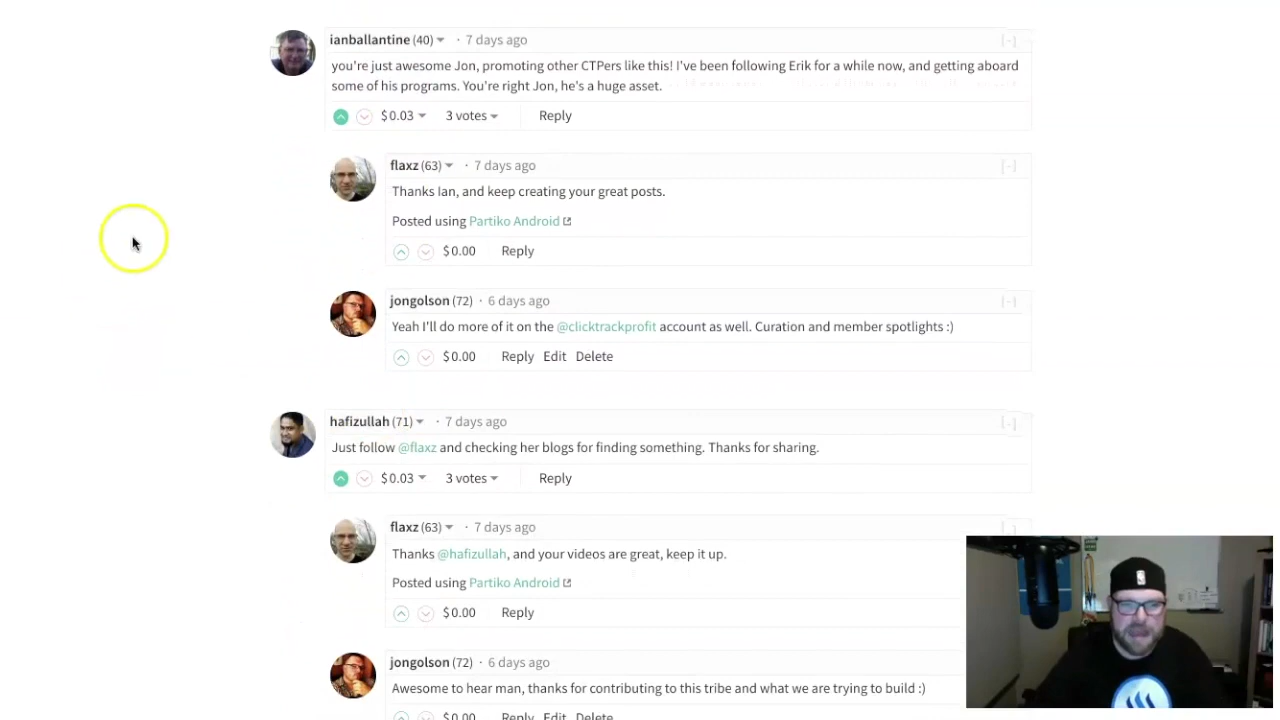 ianballantine (40) · 7 days ago [-]
you're just awesome Jon, promoting other CTPers like this! I've been following Erik for a while now, and getting aboard
some of his programs. You're right Jon, he's a huge asset.
$0.03 3 votes Reply
flaxz (63) · 7 days ago [-]
Thanks Ian, and keep creating your great posts.
Posted using Partiko Android
$0.00 Reply
jongolson (72) · 6 days ago [-]
Yeah I'll do more of it on the @clicktrackprofit account as well. Curation and member spotlights :)
$0.00 Reply Edit Delete
hafizullah (71) · 7 days ago [-]
Just follow @flaxz and checking her blogs for finding something. Thanks for sharing.
$0.03 3 votes Reply
flaxz (63) · 7 days ago [-]
Thanks @hafizullah, and your videos are great, keep it up.
Posted using Partiko Android
$0.00 Reply
jongolson (72) · 6 days ago
Awesome to hear man, thanks for contributing to this tribe and what we are trying to build :)
$0.00 Reply Edit Delete